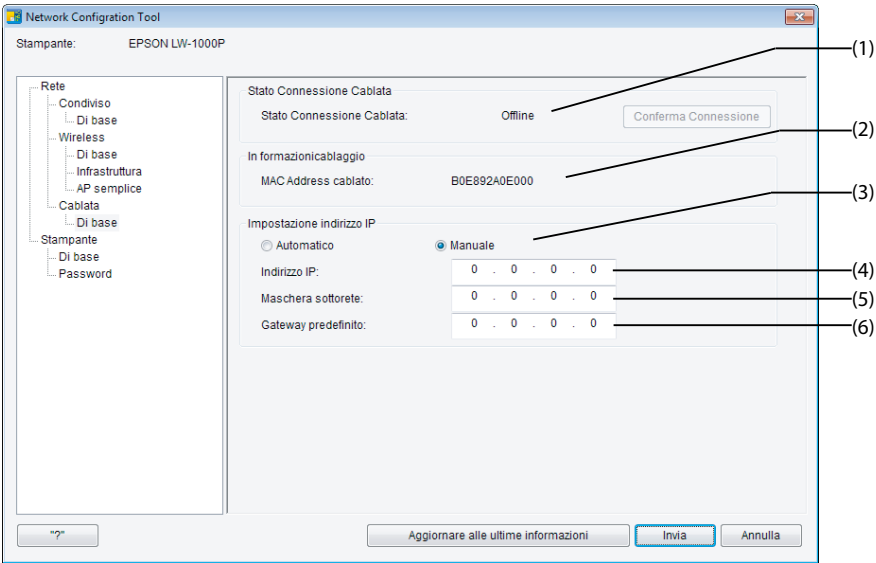 Network Configration Tool
Stampante: EPSON LW-1000P
(1)
Rete
Condiviso
Di base
Wireless
Di base
Infrastruttura
AP semplice
Cablata
Di base
Stampante
Di base
Password
Stato Connessione Cablata
Stato Connessione Cablata: Offline Conferma Connessione
(2)
In formazionicablaggio
MAC Address cablato: B0E892A0E000
(3)
Impostazione indirizzo IP
Automatico Manuale
Indirizzo IP: 0 . 0 . 0 . 0 (4)
Maschera sottorete: 0 . 0 . 0 . 0 (5)
Gateway predefinito: 0 . 0 . 0 . 0 (6)
"?" Aggiornare alle ultime informazioni Invia Annulla